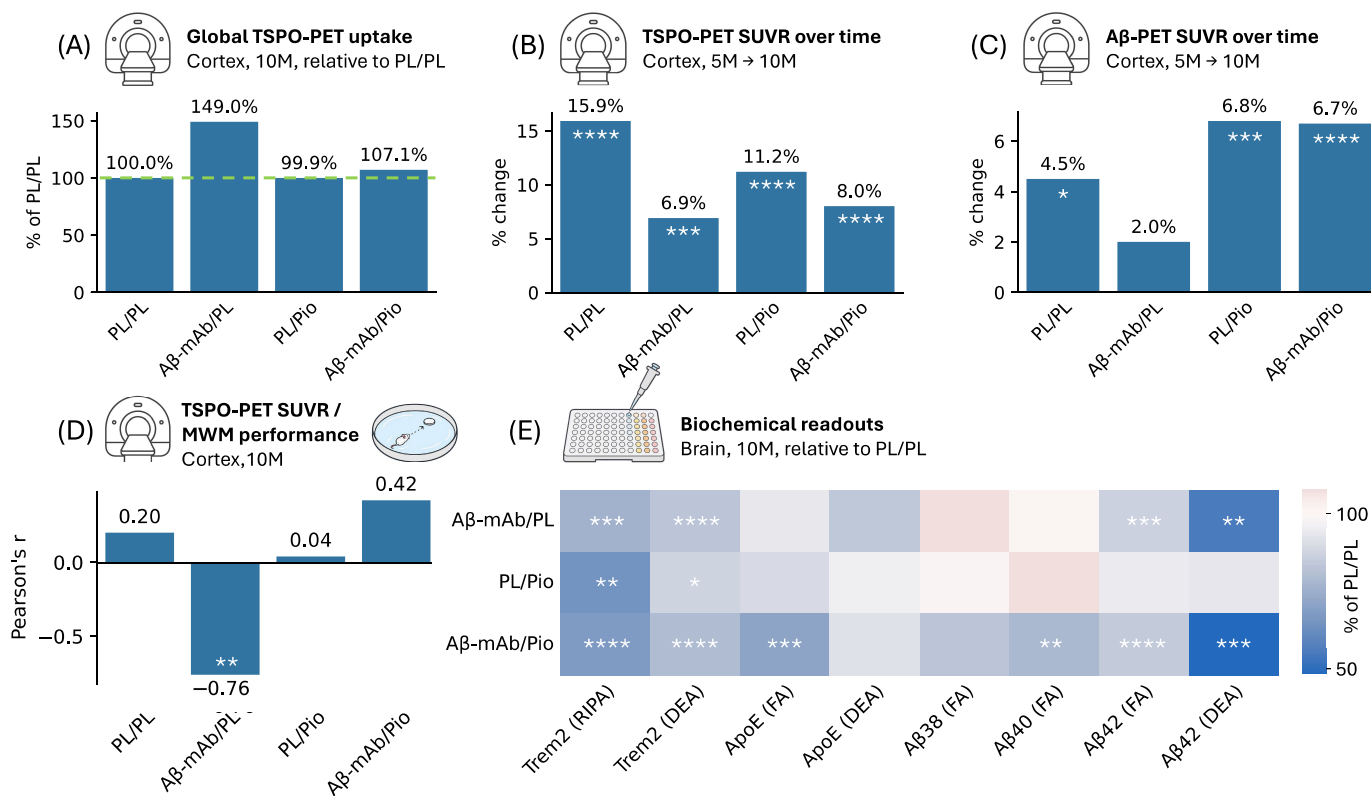 (A)
Global TSPO-PET uptake
Cortex, 10M, relative to PL/PL
% of PL/PL
150
100
50
0
100.0%
149.0%
99.9%
107.1%
PL/PL
Aβ-mAb/PL
PL/Pio
Aβ-mAb/Pio
(B)
TSPO-PET SUVR over time
Cortex, 5M → 10M
% change
15
10
5
0
15.9%
****
6.9%
***
11.2%
****
8.0%
****
PL/PL
Aβ-mAb/PL
PL/Pio
Aβ-mAb/Pio
(C)
Aβ-PET SUVR over time
Cortex, 5M → 10M
% change
6
4
2
0
4.5%
*
2.0%
6.8%
***
6.7%
****
PL/PL
Aβ-mAb/PL
PL/Pio
Aβ-mAb/Pio
(D)
TSPO-PET SUVR /
MWM performance
Cortex,10M
Pearson's r
0.0
−0.5
0.20
**
−0.76
0.04
0.42
PL/PL
Aβ-mAb/PL
PL/Pio
Aβ-mAb/Pio
(E)
Biochemical readouts
Brain, 10M, relative to PL/PL
Aβ-mAb/PL *** **** *** **
PL/Pio ** *
Aβ-mAb/Pio **** **** *** ** **** ***
Trem2 (RIPA)
Trem2 (DEA)
ApoE (FA)
ApoE (DEA)
Aβ38 (FA)
Aβ40 (FA)
Aβ42 (FA)
Aβ42 (DEA)
100
50
% of PL/PL